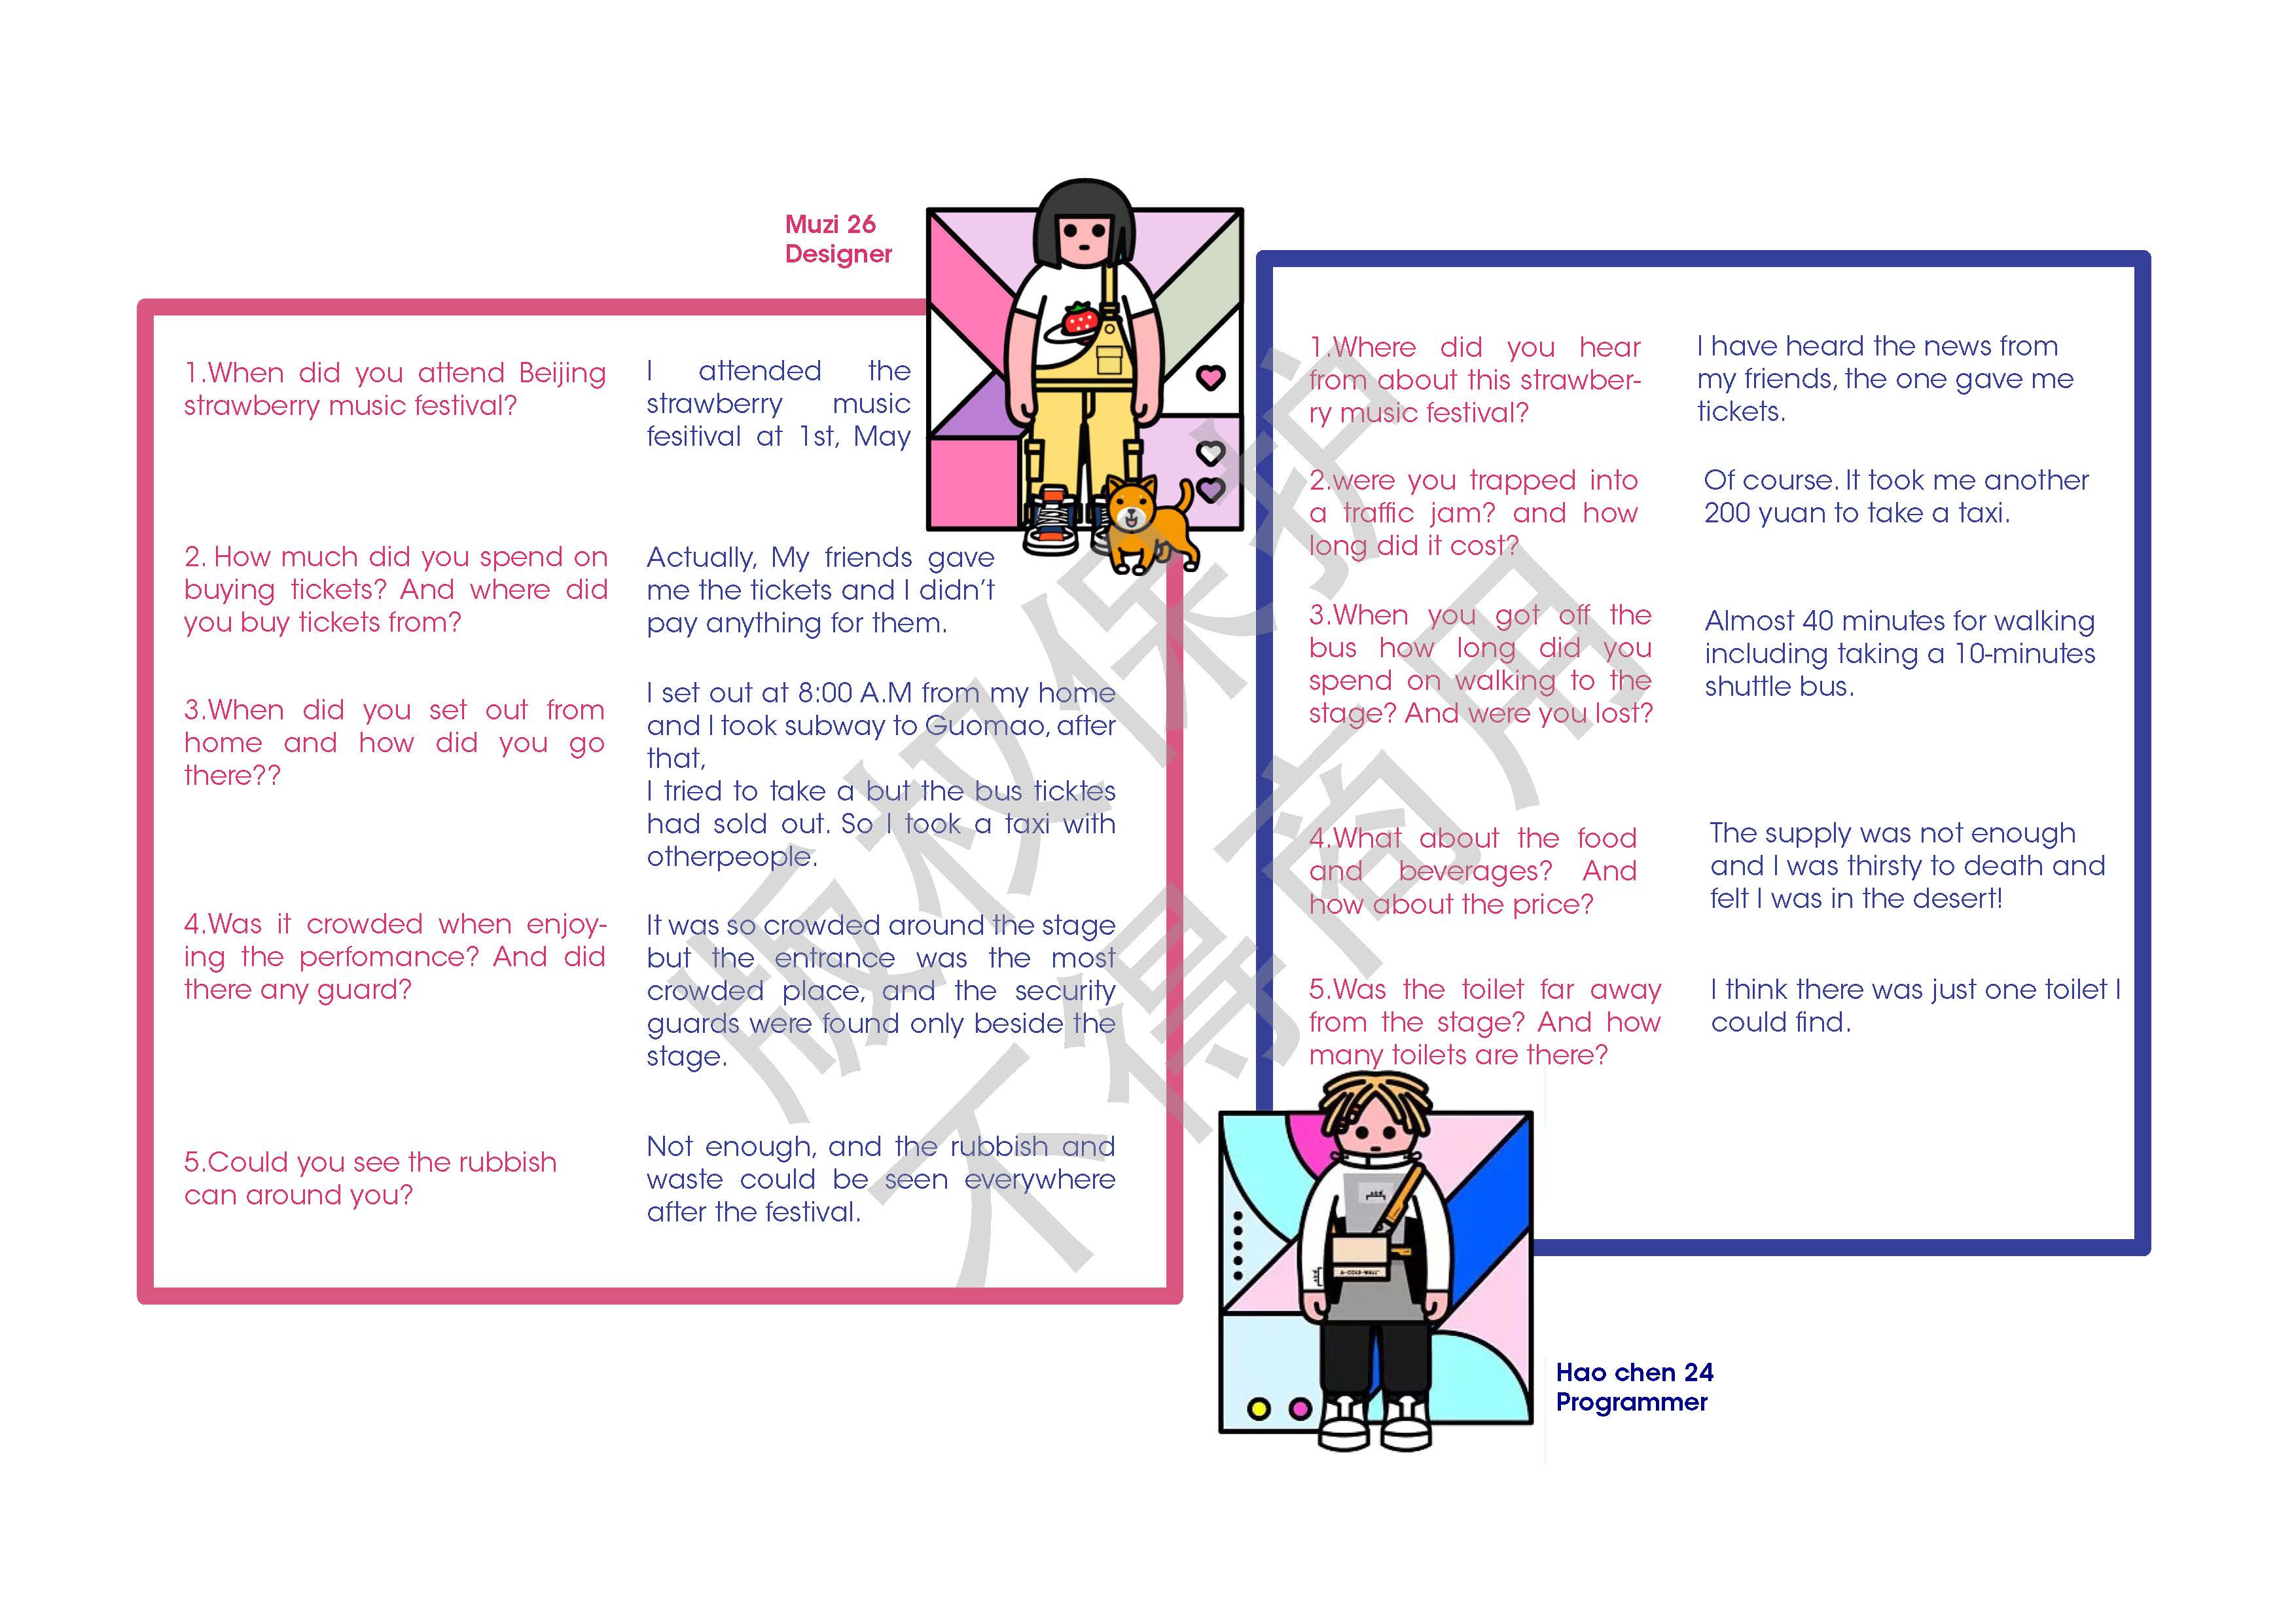 Muzi 26
Designer
1.When did you attend Beijing
strawberry music festival?
I attended the
strawberry music
fesitival at 1st, May
2. How much did you spend on
buying tickets? And where did
you buy tickets from?
Actually, My friends gave
me the tickets and I didn't
pay anything for them.
3.When did you set out from
home and how did you go
there??
I set out at 8:00 A.M from my home
and I took subway to Guomao, after
that,
I tried to take a but the bus ticktes
had sold out. So I took a taxi with
otherpeople.
4.Was it crowded when enjoy-
ing the perfomance? And did
there any guard?
It was so crowded around the stage
but the entrance was the most
crowded place, and the security
guards were found only beside the
stage.
5.Could you see the rubbish
can around you?
Not enough, and the rubbish and
waste could be seen everywhere
after the festival.
1.Where did you hear
from about this strawber-
ry music festival?
I have heard the news from
my friends, the one gave me
tickets.
2.were you trapped into
a traffic jam? and how
long did it cost?
Of course. It took me another
200 yuan to take a taxi.
3.When you got off the
bus how long did you
spend on walking to the
stage? And were you lost?
Almost 40 minutes for walking
including taking a 10-minutes
shuttle bus.
4.What about the food
and beverages? And
how about the price?
The supply was not enough
and I was thirsty to death and
felt I was in the desert!
5.Was the toilet far away
from the stage? And how
many toilets are there?
I think there was just one toilet I
could find.
A-COLD-WALL*
Hao chen 24
Programmer
版权保护
不得商用